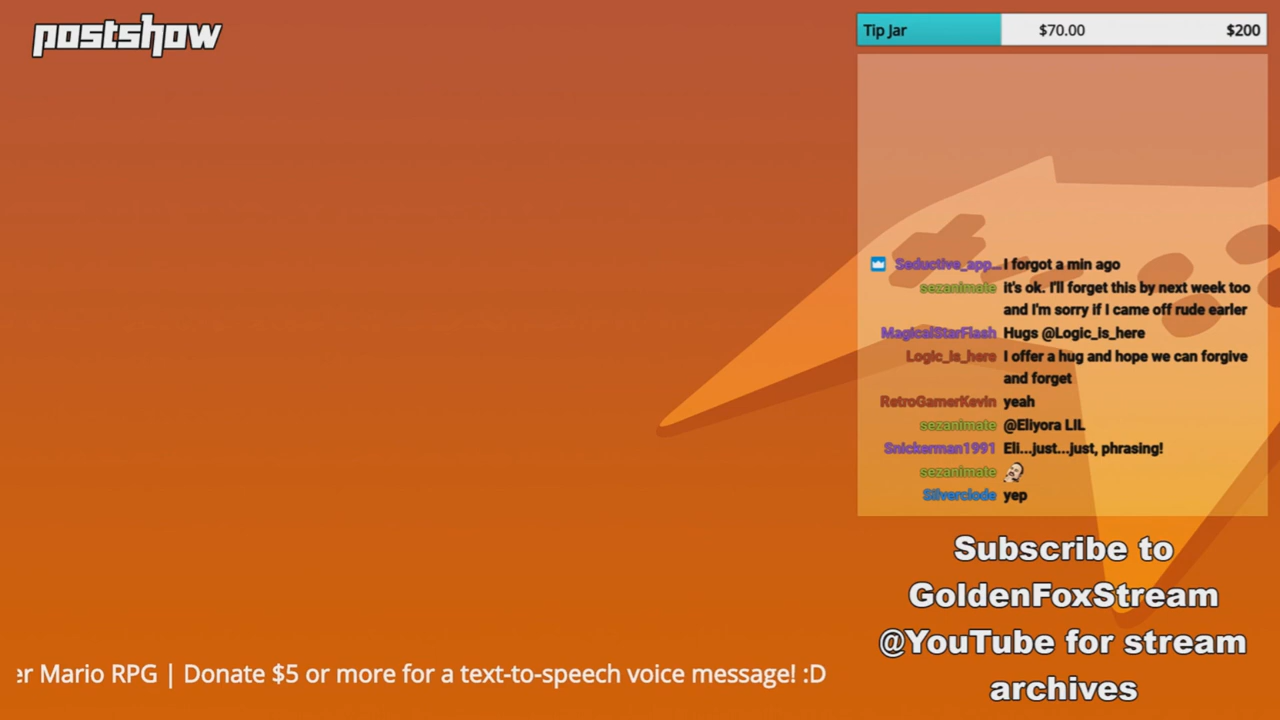 postshow
Tip Jar $70.00 $200
Seductive_app... I forgot a min ago
sezanimate it's ok. I'll forget this by next week too
and I'm sorry if I came off rude earler
MagicalStarFlash Hugs @Logic_is_here
Logic_is_here I offer a hug and hope we can forgive
and forget
RetroGamerKevin yeah
sezanimate @Eliyora LIL
Snickerman1991 Eli...just...just, phrasing!
sezanimate
Silverclode yep
Subscribe to
GoldenFoxStream
@YouTube for stream
archives
er Mario RPG | Donate $5 or more for a text-to-speech voice message! :D